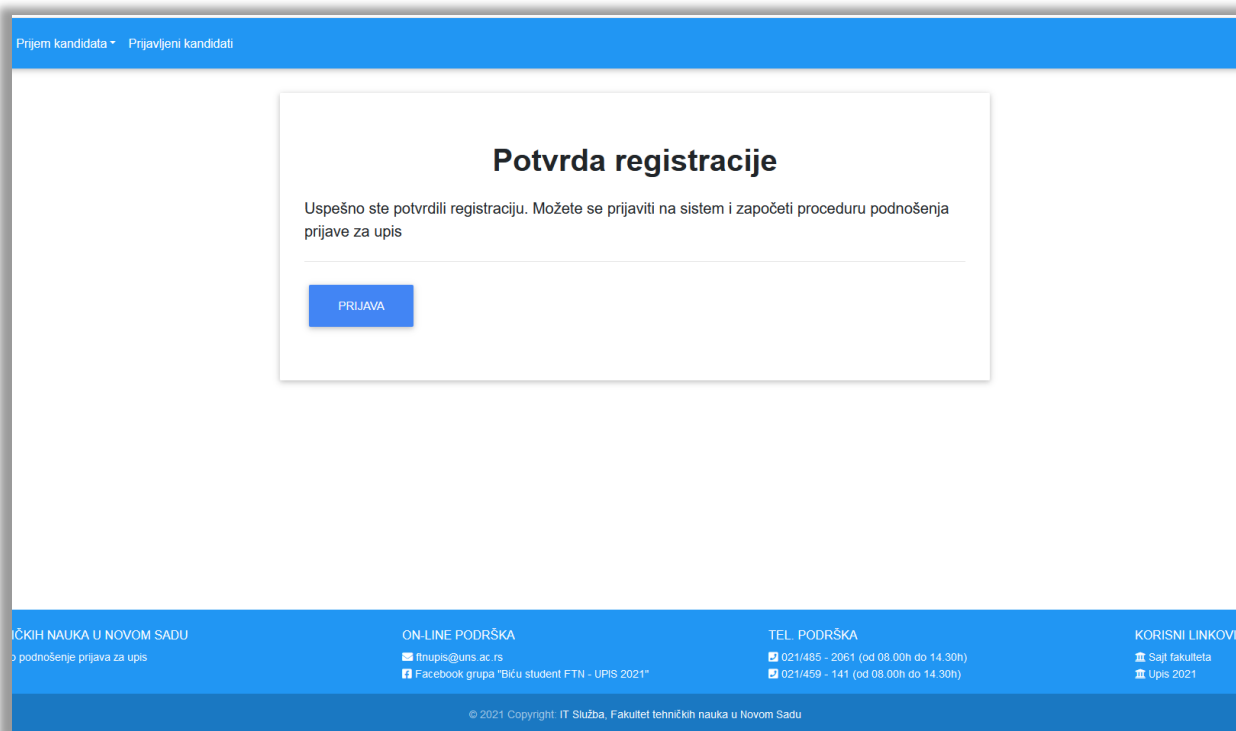 Prijem kandidata Prijavljeni kandidati
Potvrda registracije
Uspešno ste potvrdili registraciju. Možete se prijaviti na sistem i započeti proceduru podnošenja
prijave za upis
PRIJAVA
NAUKA U NOVOM SADU
podnošenje prijava za upis
ON-LINE PODRŠKA
ftnupis@uns.ac.rs
Facebook grupa "Biću student FTN - UPIS 2021"
TEL. PODRŠKA
021/485 - 2061 (od 08.00h do 14.30h)
021/459 - 141 (od 08.00h do 14.30h)
KORISNI LINKOVI
Sajt fakulteta
Upis 2021
© 2021 Copyright: IT Služba, Fakultet tehničkih nauka u Novom Sadu